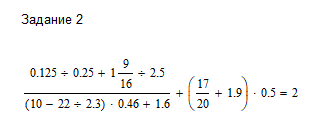 Задание 2
0.125 ÷ 0.25 + 1 9/16 ÷ 2.5
(10 − 22 ÷ 2.3) · 0.46 + 1.6
+ (17/20 + 1.9) · 0.5 = 2